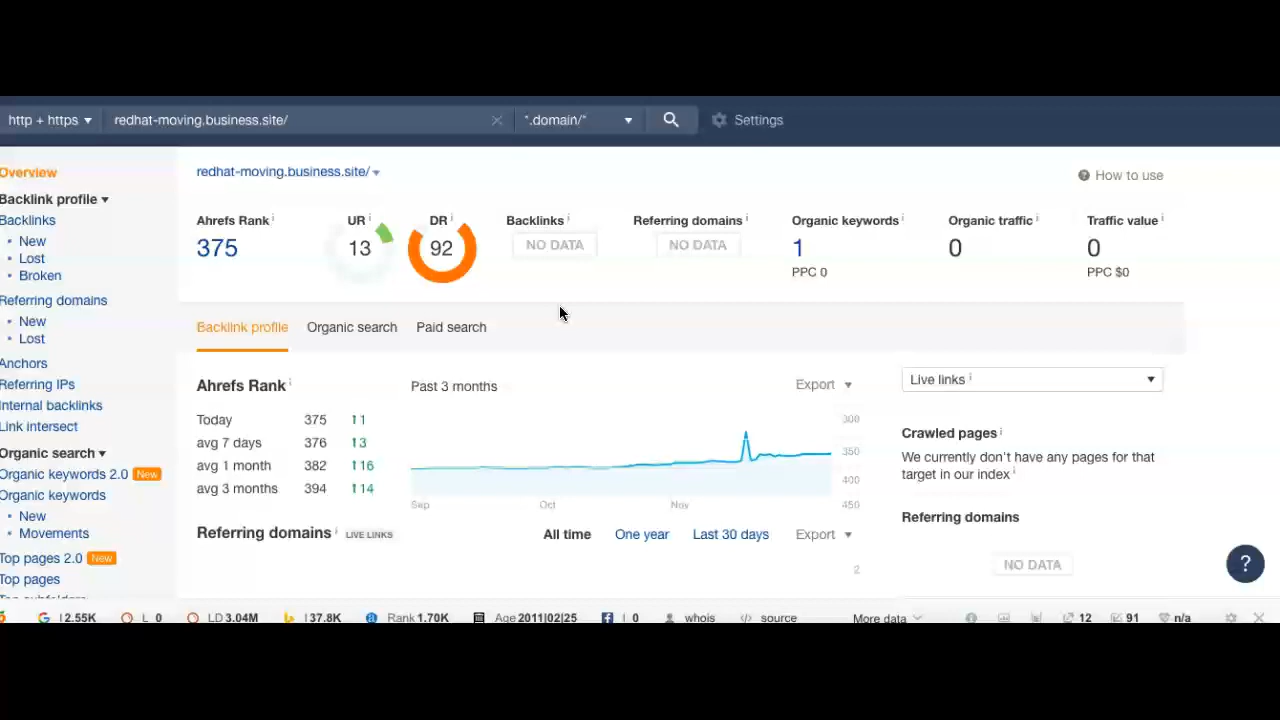 http + https
redhat-moving.business.site/
*.domain/*
Settings
Overview
Backlink profile
Backlinks
New
Lost
Broken
Referring domains
New
Lost
Anchors
Referring IPs
Internal backlinks
Link intersect
Organic search
Organic keywords 2.0 New
Organic keywords
New
Movements
Top pages 2.0 New
Top pages
redhat-moving.business.site/
How to use
Ahrefs Rank i
375
UR i
13
DR i
92
Backlinks i
NO DATA
Referring domains i
NO DATA
Organic keywords i
1
PPC 0
Organic traffic i
0
Traffic value i
0
PPC $0
Backlink profile
Organic search
Paid search
Ahrefs Rank i
Past 3 months
Export
Today 375 1
avg 7 days 376 3
avg 1 month 382 16
avg 3 months 394 14
300
350
400
450
Sep Oct Nov
Referring domains i LIVE LINKS
All time One year Last 30 days
Export
2
Live links i
Crawled pages i
We currently don't have any pages for that
target in our index i
Referring domains
NO DATA
?
I 2.55K L 0 LD 3.04M I 37.8K Rank 1.70K Age 2011|02|25 I 0 whois source More data 12 91 n/a